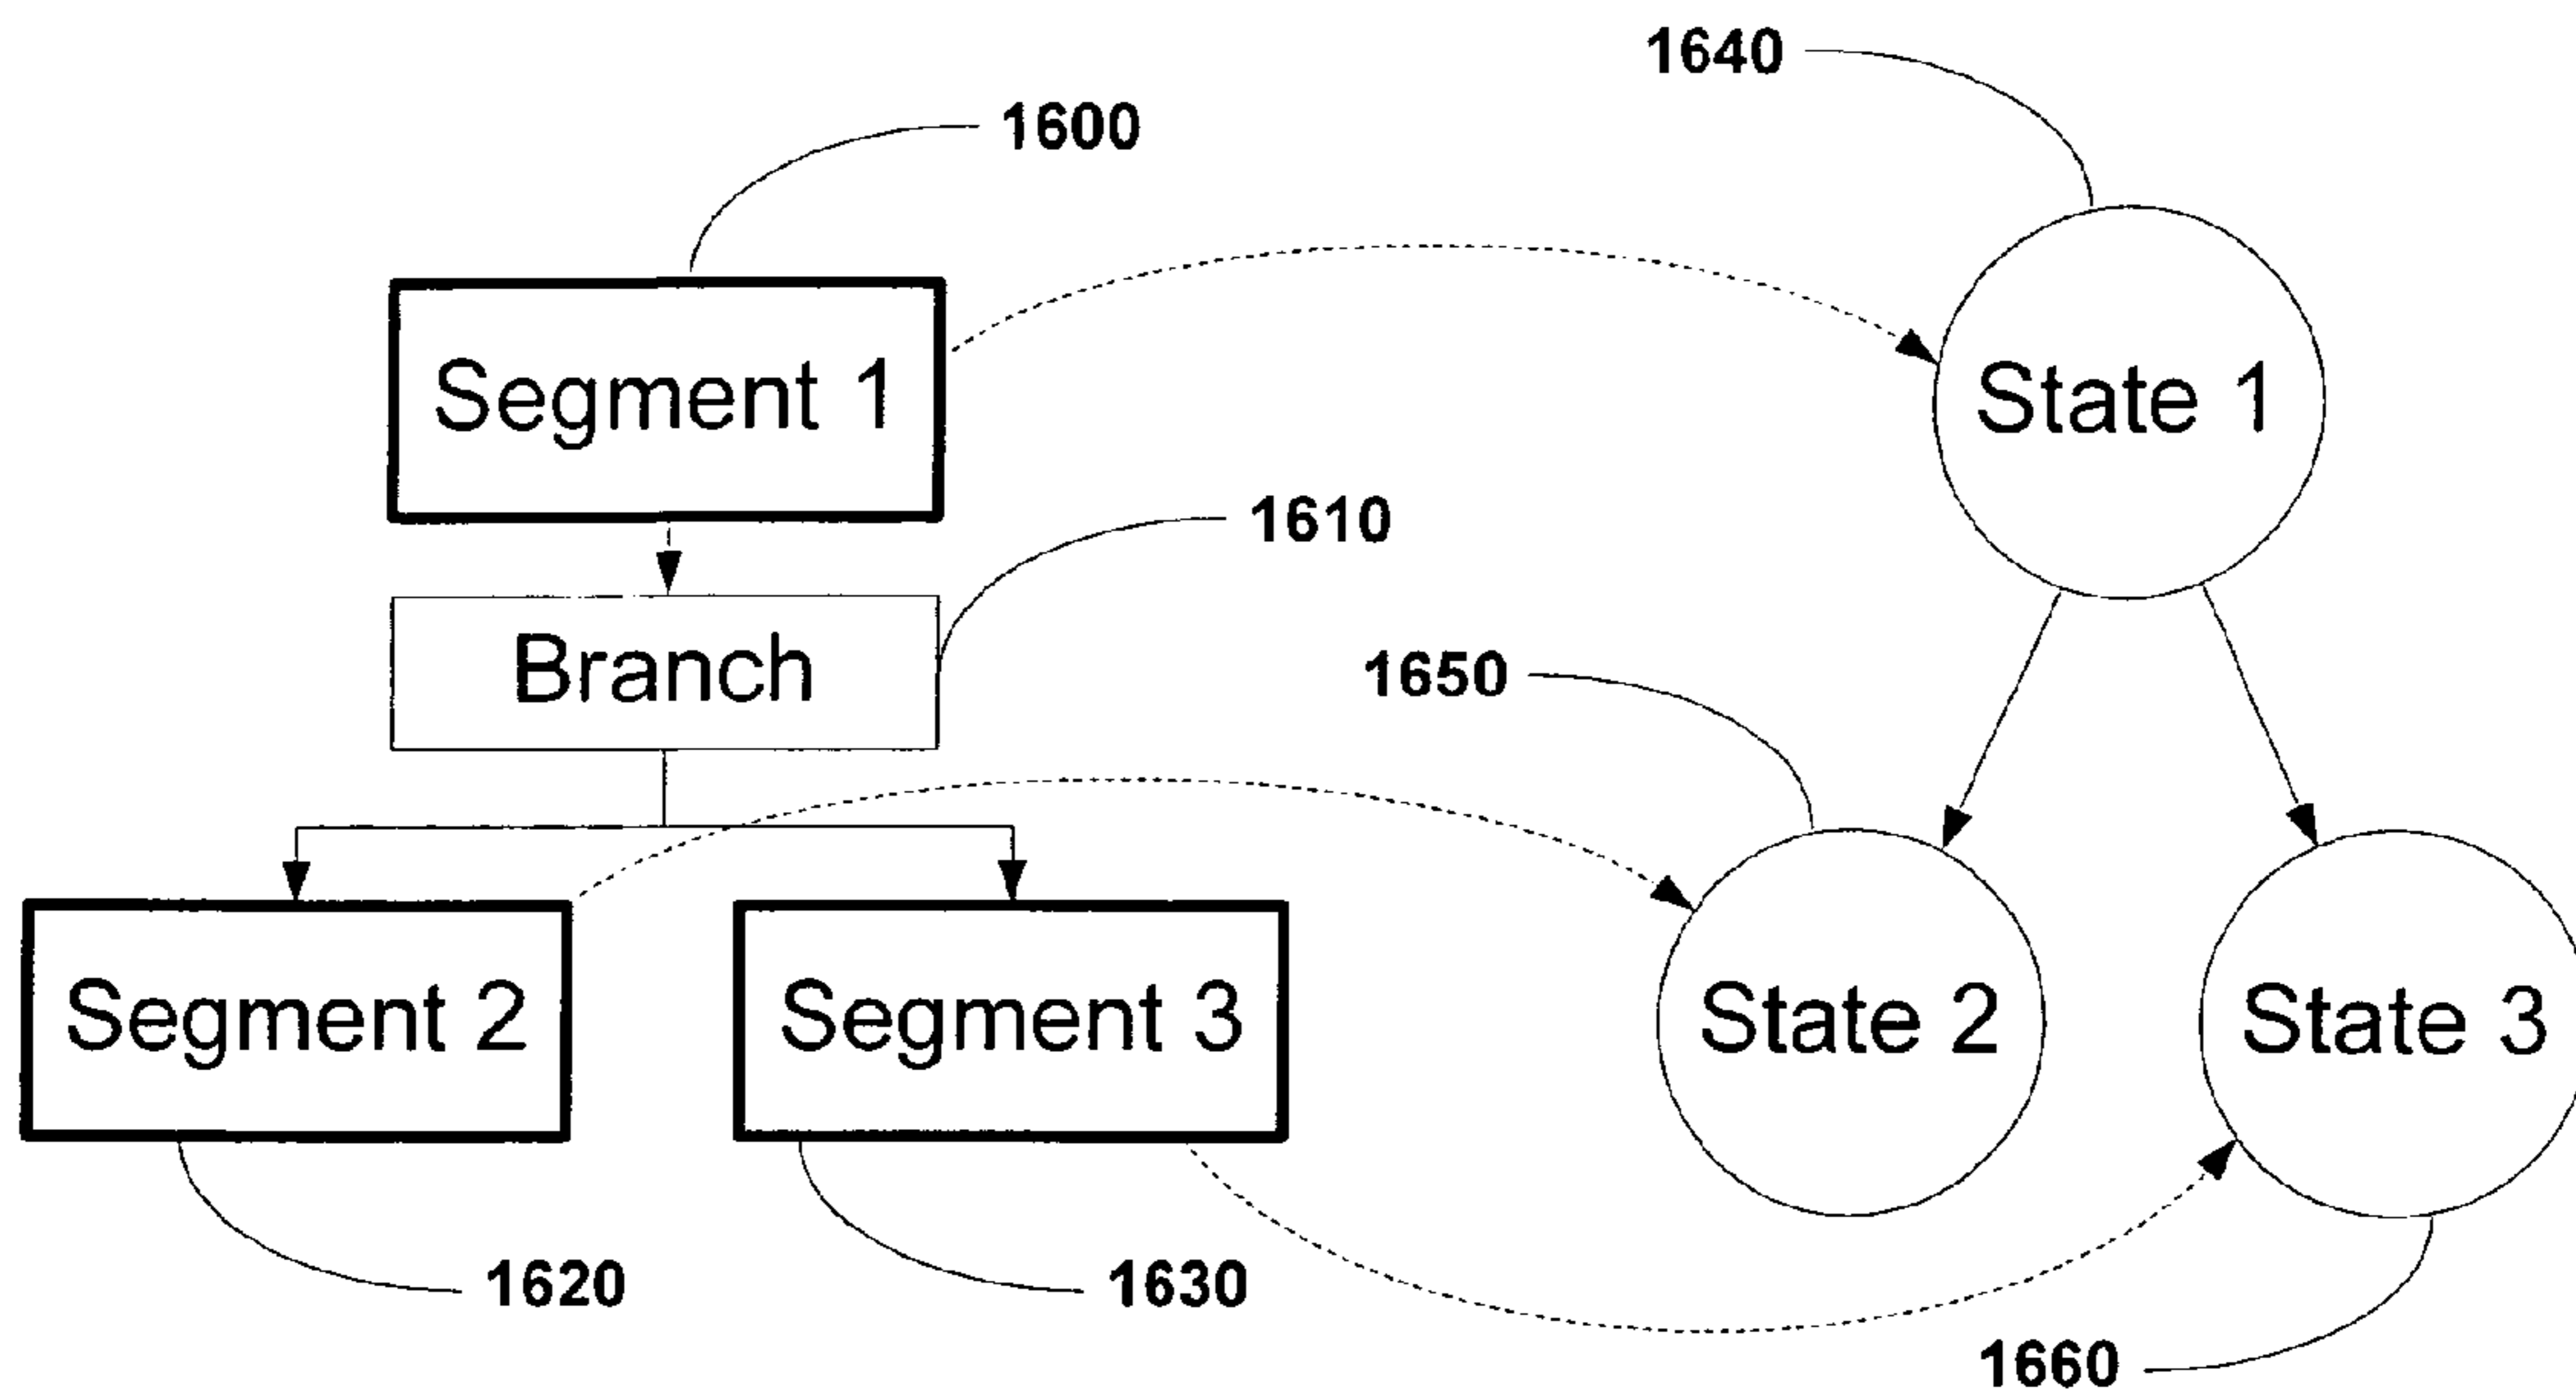 1640
1600
Segment 1
State 1
1610
Branch
1650
Segment 2
Segment 3
State 2
State 3
1620
1630
1660